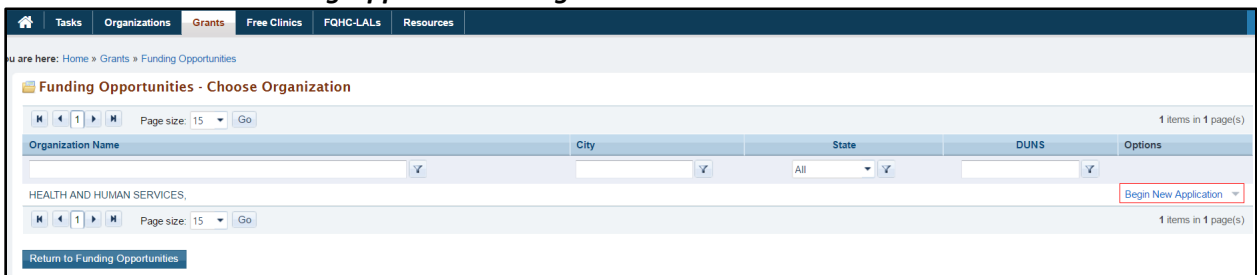 Tasks Organizations Grants Free Clinics FQHC-LALs Resources
u are here: Home » Grants » Funding Opportunities
Funding Opportunities - Choose Organization
1 Page size: 15 Go 1 items in 1 page(s)
Organization Name City State DUNS Options
All
HEALTH AND HUMAN SERVICES, Begin New Application
1 Page size: 15 Go 1 items in 1 page(s)
Return to Funding Opportunities